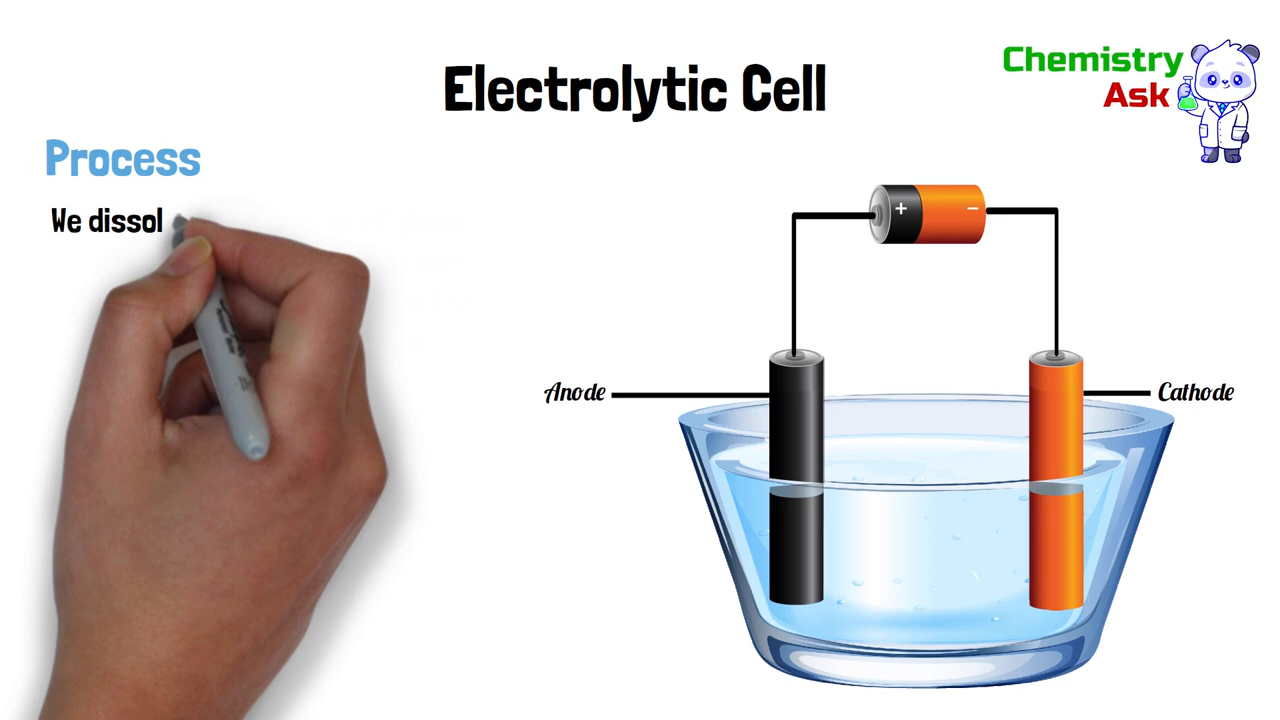 Electrolytic Cell
Chemistry
Ask
Process
We dissol
+
−
Anode
Cathode